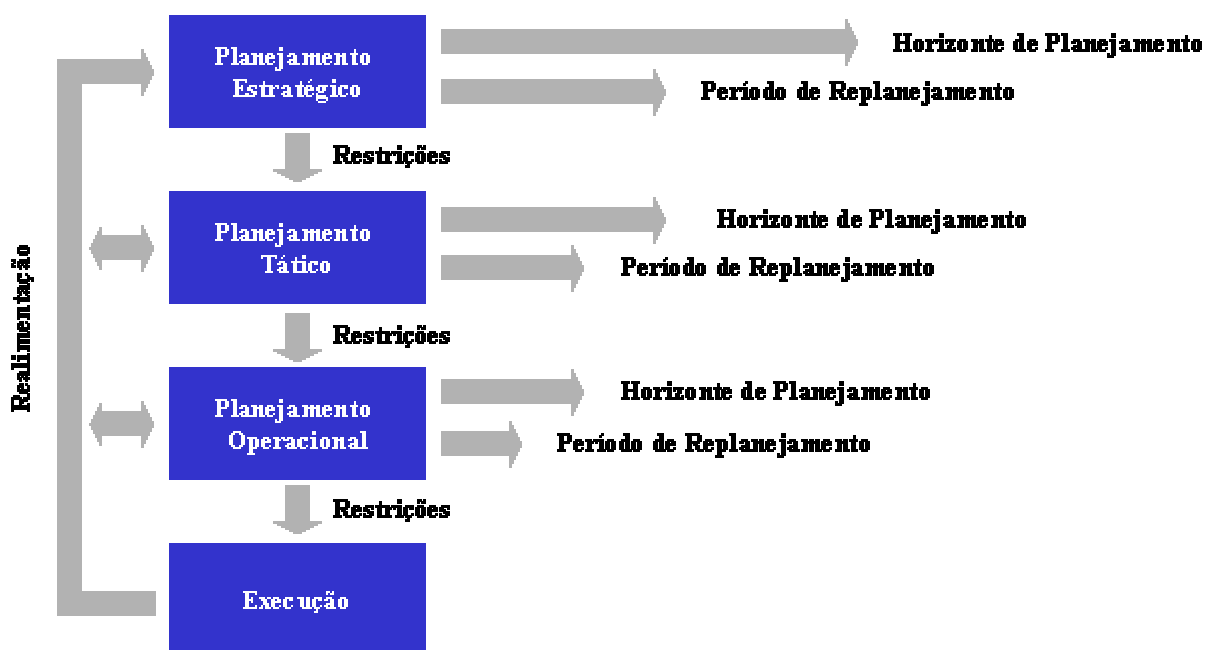 Planejamento
Estratégico
Horizonte de Planejamento
Período de Replanejamento
Restrições
Planejamento
Tático
Horizonte de Planejamento
Período de Replanejamento
Restrições
Planejamento
Operacional
Horizonte de Planejamento
Período de Replanejamento
Restrições
Execução
Realimentação